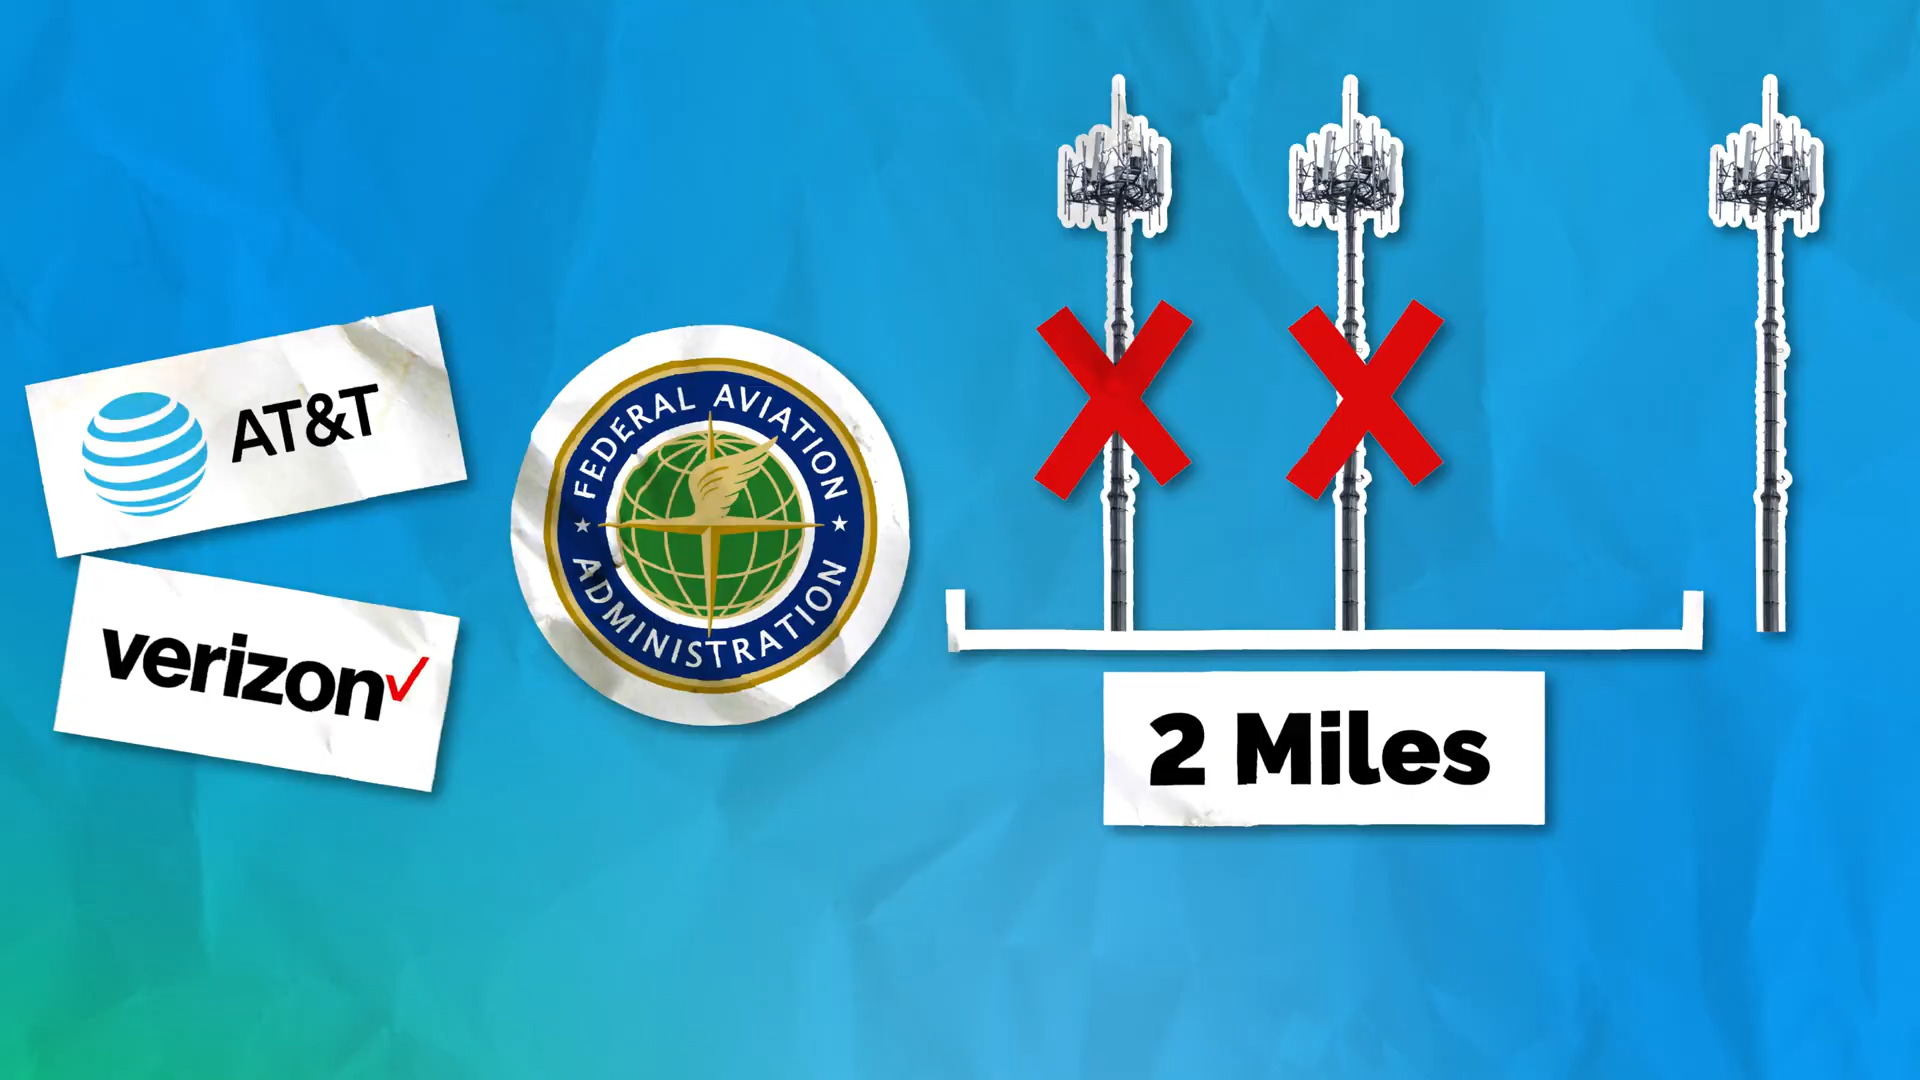 AT&T
verizon
FEDERAL AVIATION
ADMINISTRATION
2 Miles